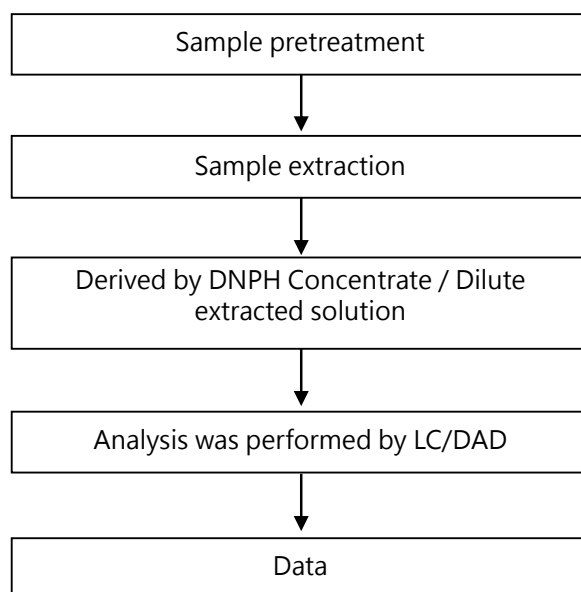 Sample pretreatment
Sample extraction
Derived by DNPH Concentrate / Dilute
extracted solution
Analysis was performed by LC/DAD
Data